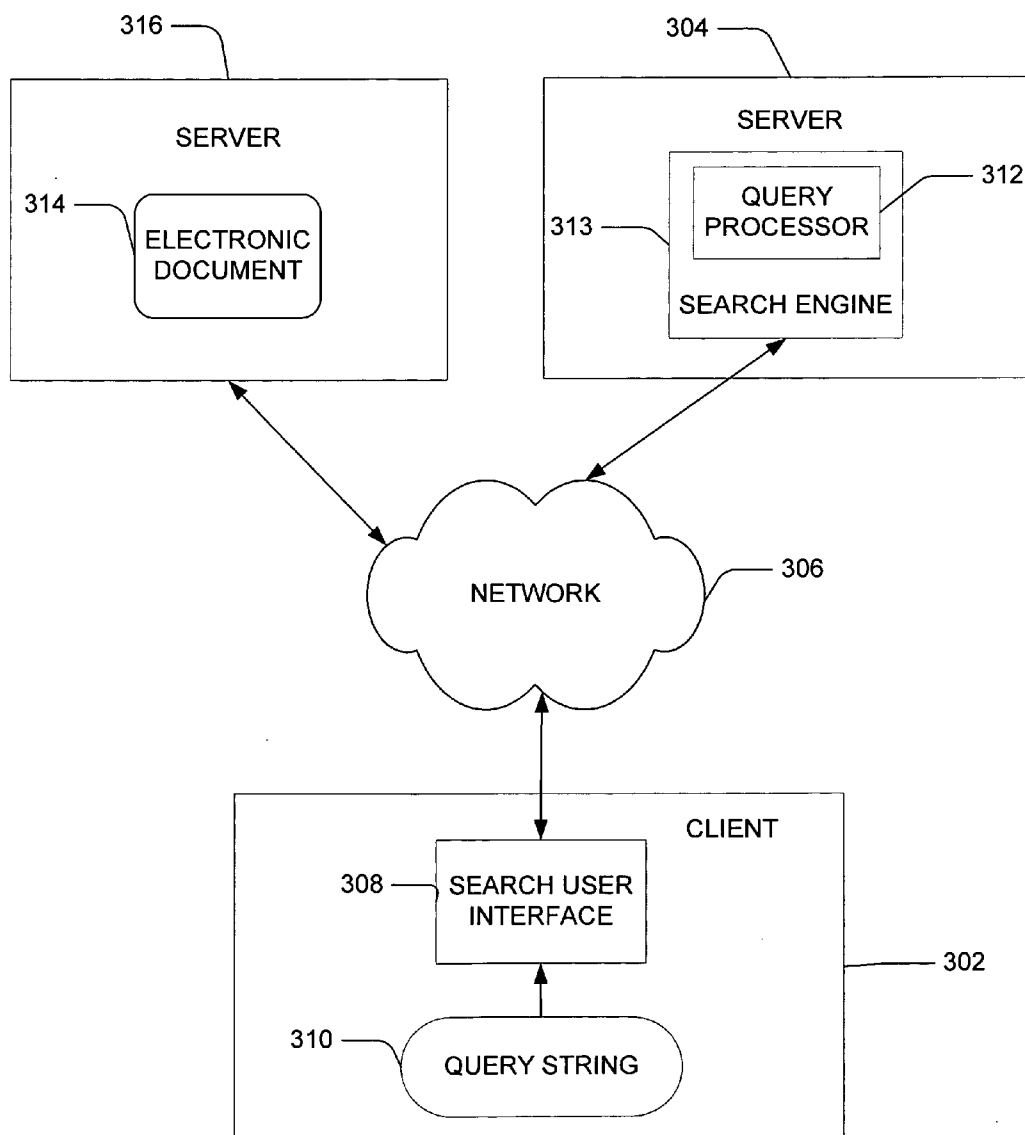 316
304
SERVER
SERVER
314
ELECTRONIC
DOCUMENT
313
QUERY
PROCESSOR
312
SEARCH ENGINE
NETWORK
306
CLIENT
308
SEARCH USER
INTERFACE
302
310
QUERY STRING